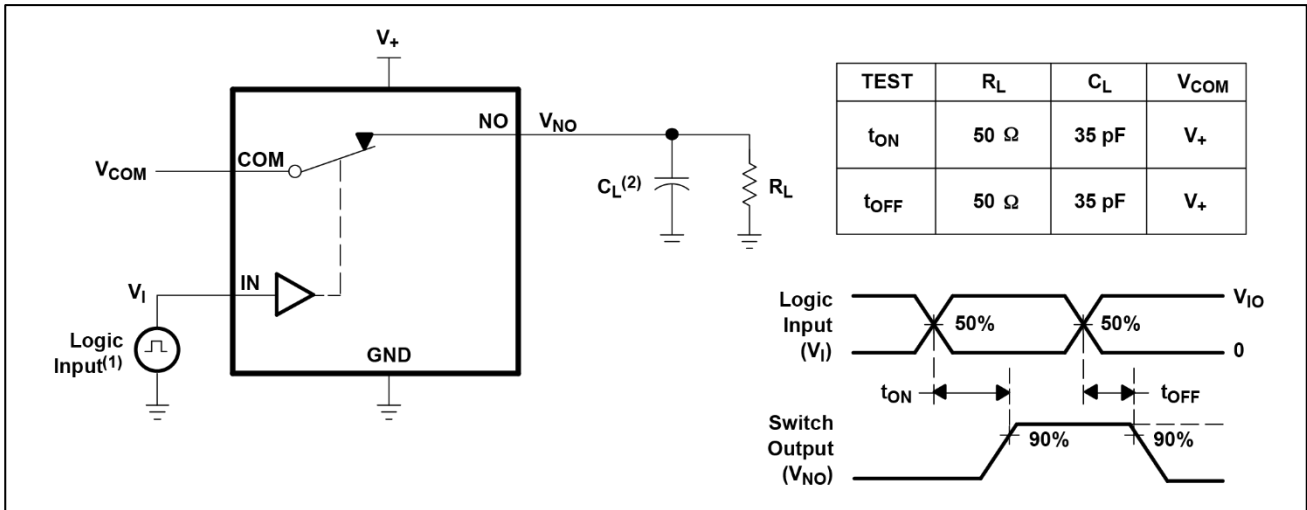 V+
NO
VNO
COM
VCOM
CL(2)
RL
IN
VI
Logic
Input(1)
GND
TEST RL CL VCOM
tON 50 Ω 35 pF V+
tOFF 50 Ω 35 pF V+
Logic
Input
(VI)
50%
50%
VIO
0
tON
tOFF
Switch
Output
(VNO)
90%
90%